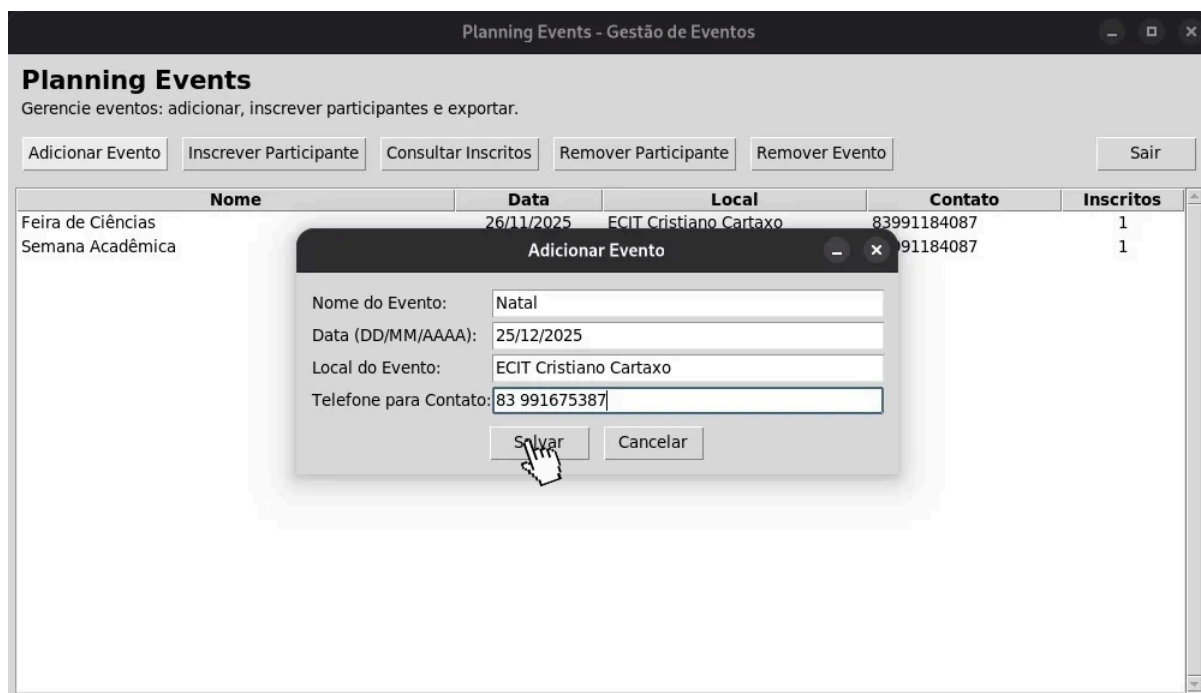 Planning Events - Gestão de Eventos
Planning Events
Gerencie eventos: adicionar, inscrever participantes e exportar.
Adicionar Evento Inscrever Participante Consultar Inscritos Remover Participante Remover Evento Sair
Nome Data Local Contato Inscritos
Feira de Ciências 26/11/2025 ECIT Cristiano Cartaxo 83991184087 1
Semana Acadêmica 91184087 1
Adicionar Evento
Nome do Evento: Natal
Data (DD/MM/AAAA): 25/12/2025
Local do Evento: ECIT Cristiano Cartaxo
Telefone para Contato: 83 991675387
Salvar Cancelar